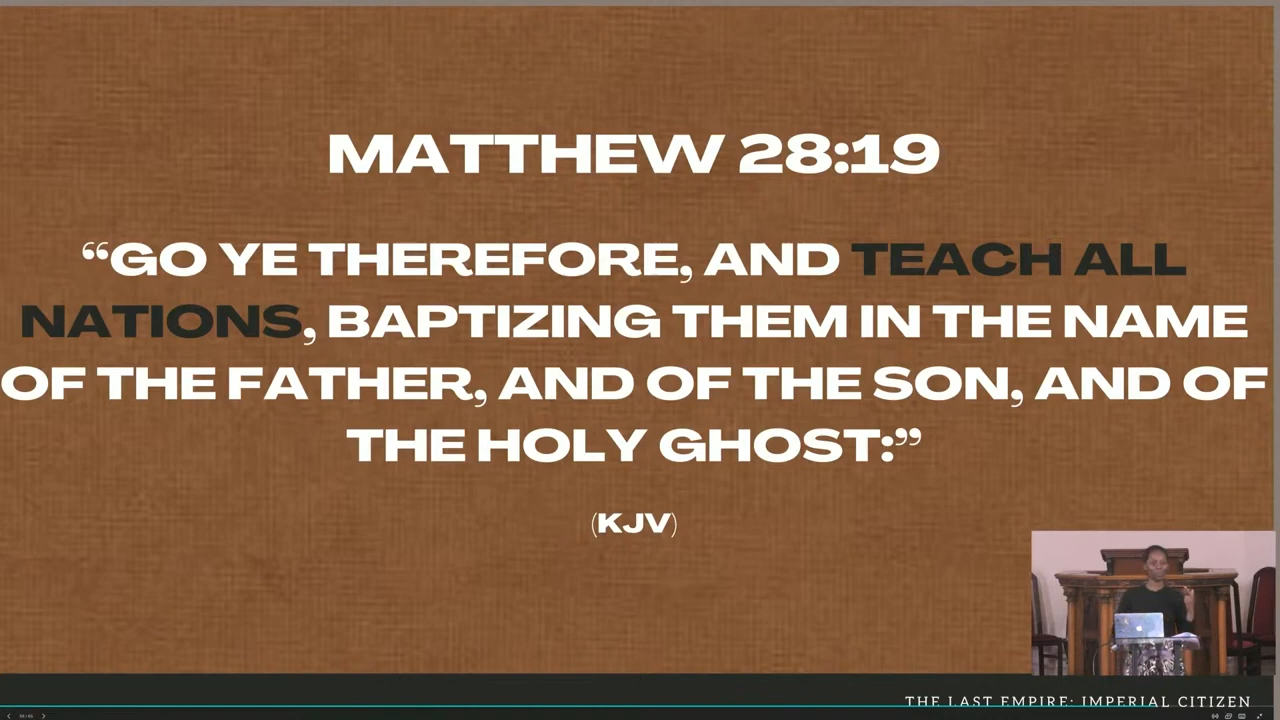 MATTHEW 28:19
“GO YE THEREFORE, AND TEACH ALL
NATIONS, BAPTIZING THEM IN THE NAME
OF THE FATHER, AND OF THE SON, AND OF
THE HOLY GHOST:”
(KJV)
THE LAST EMPIRE: IMPERIAL CITIZEN